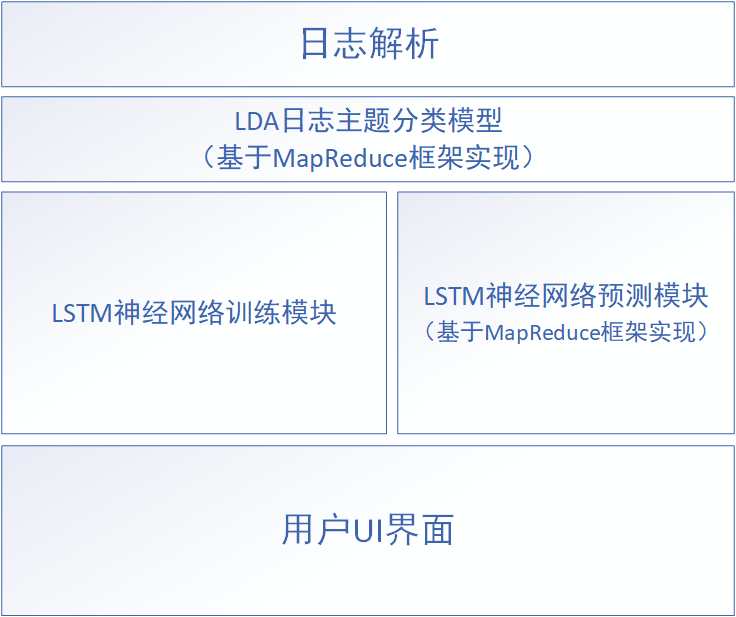 日志解析
LDA日志主题分类模型
（基于MapReduce框架实现）
LSTM神经网络训练模块
LSTM神经网络预测模块
（基于MapReduce框架实现）
用户UI界面